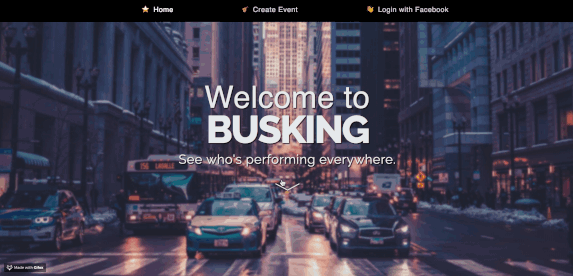 Home
Create Event
Login with Facebook
Welcome to
BUSKING
See who's performing everywhere.
Made with Gifox